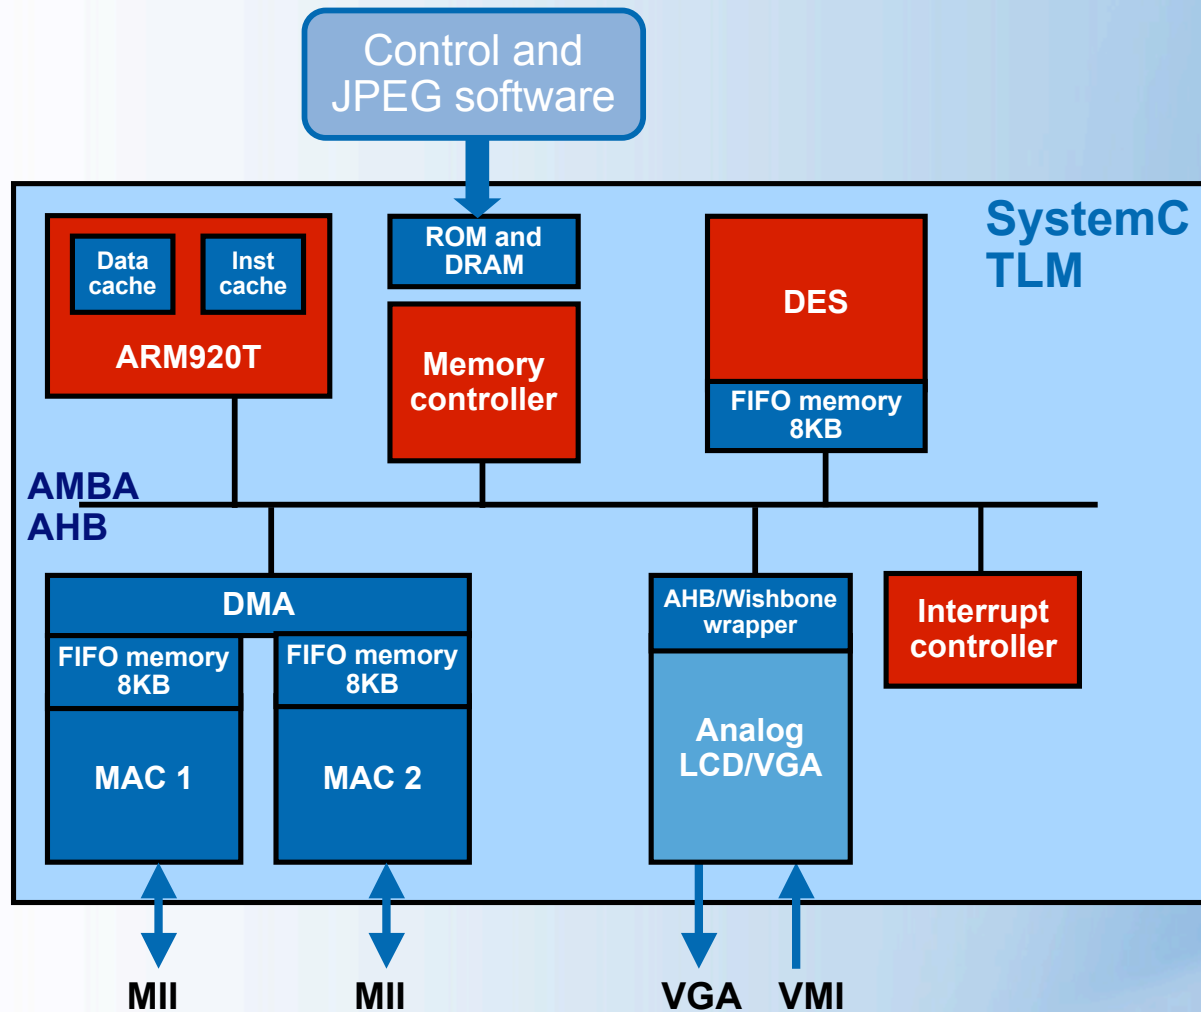 Control and
JPEG software
SystemC
TLM
Data
cache
Inst
cache
ARM920T
ROM and
DRAM
Memory
controller
DES
FIFO memory
8KB
AMBA
AHB
DMA
FIFO memory
8KB
MAC 1
FIFO memory
8KB
MAC 2
AHB/Wishbone
wrapper
Analog
LCD/VGA
Interrupt
controller
MII
MII
VGA
VMI